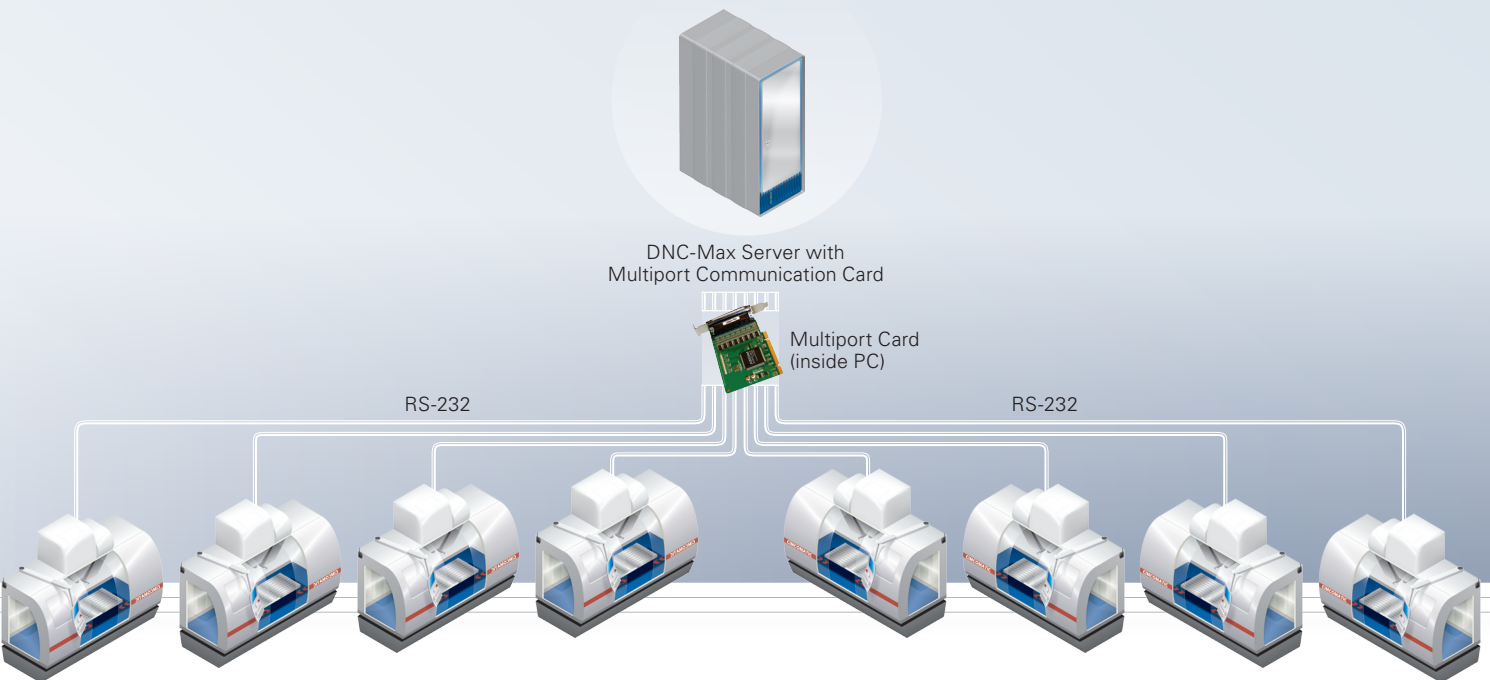 DNC-Max Server with
Multiport Communication Card
Multiport Card
(inside PC)
RS-232
RS-232